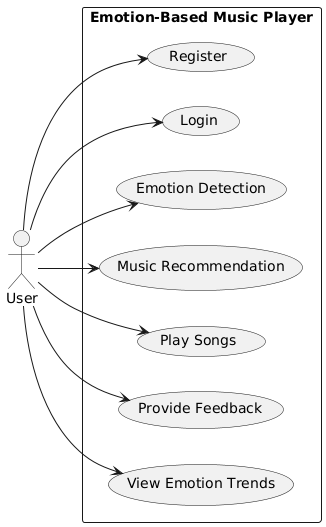 Emotion-Based Music Player
Register
Login
Emotion Detection
Music Recommendation
User
Play Songs
Provide Feedback
View Emotion Trends